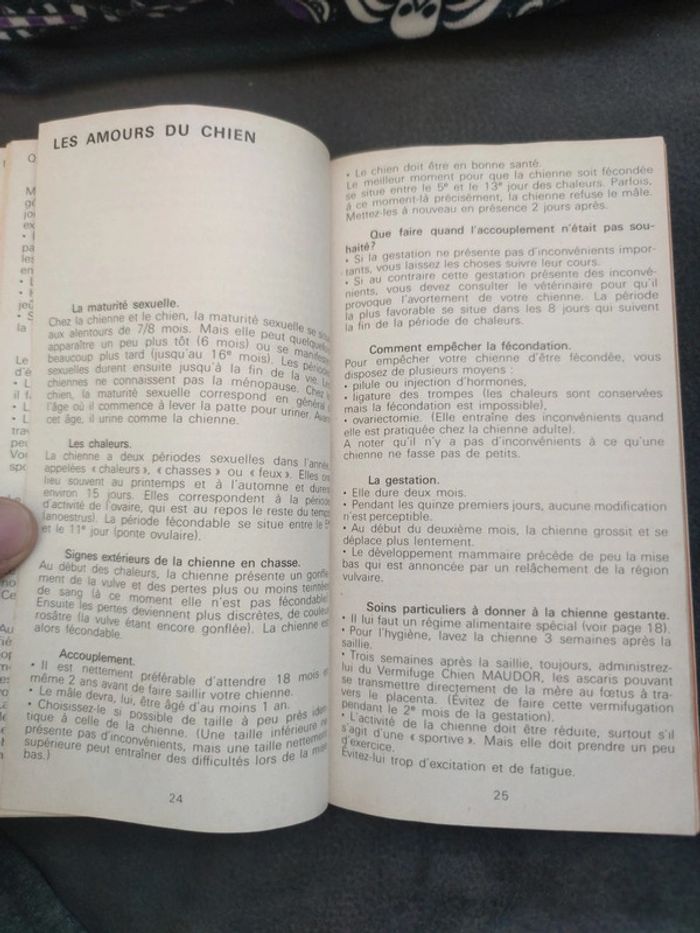 LES AMOURS DU CHIEN
La maturité sexuelle.
Chez la chienne et le chien, la maturité sexuelle se
aux alentours de 7/8 mois. Mais elle peut
apparaître un peu plus tôt (6 mois) ou se
beaucoup plus tard (jusqu'au 16e mois). Les
sexuelles durent ensuite jusqu'à la fin de la vie. Les
chiennes ne connaissent pas la ménopause. Chez le
chien, la maturité sexuelle correspond en général à
l'âge où il commence à lever la patte pour uriner. Avant
cet âge, il urine comme la chienne.
Les chaleurs.
La chienne a deux périodes sexuelles dans l'année,
appelées « chaleurs », « chasses » ou « feux ». Elles ont
lieu souvent au printemps et à l'automne et
environ 15 jours. Elles correspondent à la
d'activité de l'ovaire, qui est au repos le reste du temps
(anoestrus). La période fécondable se situe entre le
et le 11e jour (ponte ovulaire).
Signes extérieurs de la chienne en chasse.
Au début des chaleurs, la chienne présente un
ment de la vulve et des pertes plus ou moins teintées
de sang (à ce moment elle n'est pas fécondable).
Ensuite les pertes deviennent plus discrètes, de couleur
rosâtre (la vulve étant encore gonflée). La chienne est
alors fécondable.
Accouplement.
• Il est nettement préférable d'attendre 18 mois
même 2 ans avant de faire saillir votre chienne.
• Le mâle devra, lui, être âgé d'au moins 1 an.
• Choisissez-le si possible de taille à peu près iden
tique à celle de la chienne. (Une taille inférieure ne
présente pas d'inconvénients, mais une taille nettement
supérieure peut entraîner des difficultés lors de la mise
bas.)
24
• Le chien doit être en bonne santé.
Le meilleur moment pour que la chienne soit fécondée
se situe entre le 5e et le 13e jour des chaleurs. Parfois,
à ce moment-là précisément, la chienne refuse le mâle.
Mettez-les à nouveau en présence 2 jours après.
Que faire quand l'accouplement n'était pas sou-
haité?
• Si la gestation ne présente pas d'inconvénients impor-
tants, vous laissez les choses suivre leur cours.
• Si au contraire cette gestation présente des inconvé-
nients, vous devez consulter le vétérinaire pour qu'il
provoque l'avortement de votre chienne. La période
la plus favorable se situe dans les 8 jours qui suivent
la fin de la période de chaleurs.
Comment empêcher la fécondation.
Pour empêcher votre chienne d'être fécondée, vous
disposez de plusieurs moyens :
• pilule ou injection d'hormones,
• ligature des trompes (les chaleurs sont conservées
mais la fécondation est impossible),
• ovariectomie. (Elle entraîne des inconvénients quand
elle est pratiquée chez la chienne adulte).
A noter qu'il n'y a pas d'inconvénients à ce qu'une
chienne ne fasse pas de petits.
La gestation.
• Elle dure deux mois.
• Pendant les quinze premiers jours, aucune modification
n'est perceptible.
• Au début du deuxième mois, la chienne grossit et se
déplace plus lentement.
• Le développement mammaire précède de peu la mise
bas qui est annoncée par un relâchement de la région
vulvaire.
Soins particuliers à donner à la chienne gestante.
• Il lui faut un régime alimentaire spécial (voir page 18).
• Pour l'hygiène, lavez la chienne 3 semaines après la
saillie.
• Trois semaines après la saillie, toujours, administrez-
lui du Vermifuge Chien MAUDOR, les ascaris pouvant
se transmettre directement de la mère au fœtus à tra-
vers le placenta. (Évitez de faire cette vermifugation
pendant le 2e mois de la gestation).
• L'activité de la chienne doit être réduite, surtout s'il
s'agit d'une « sportive ». Mais elle doit prendre un peu
d'exercice.
Évitez-lui trop d'excitation et de fatigue.
25